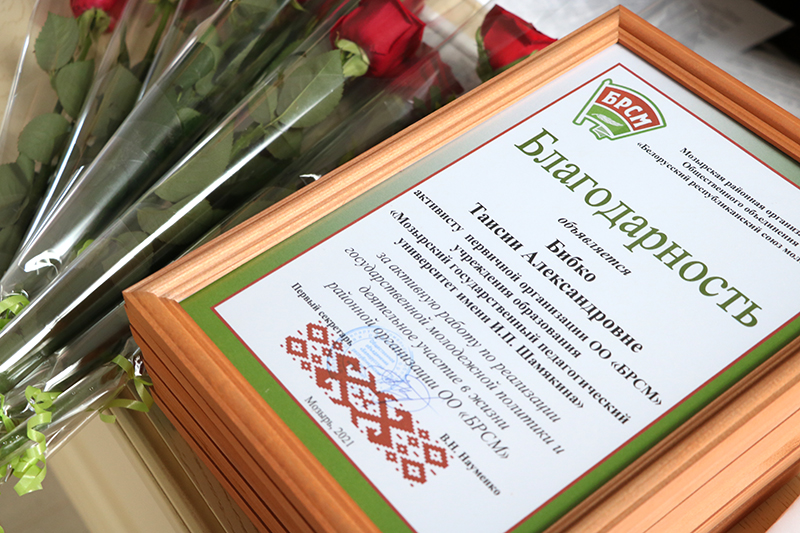 БРСМ
Мозырская районная
Общественного объединения
«Белорусский республиканский союз
Благодарность
объявляется
Бибко
Таисии Александровне
активисту первичной организации ОО «БРСМ»
учреждения образования
«Мозырский государственный педагогический
университет имени И.П. Шамякина»
за активную работу по реализации
государственной молодежной политики и
деятельное участие в жизни
районной организации ОО «БРСМ»
Первый секретарь
В.Н. Науменко
Мозырь, 2021